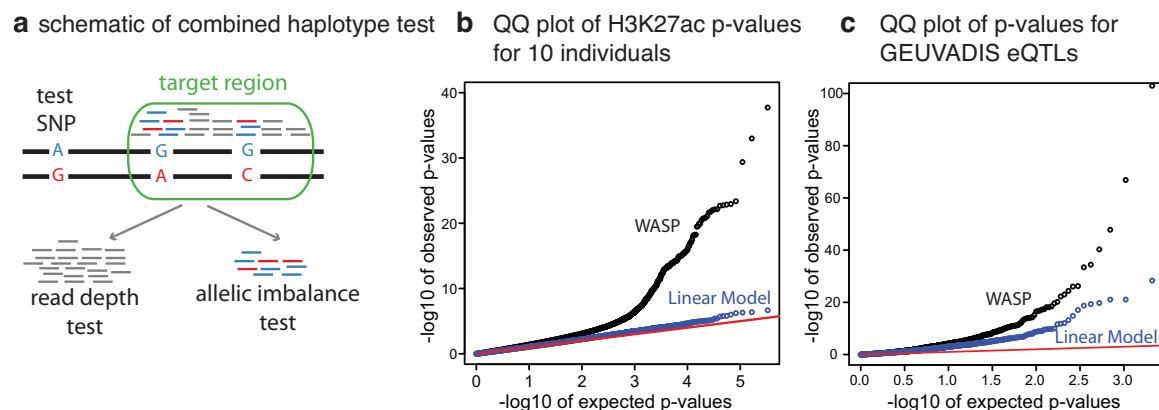 a schematic of combined haplotype test
test
SNP
target region
A
G
G
G
A
C
read depth
test
allelic imbalance
test
b QQ plot of H3K27ac p-values
for 10 individuals
-log10 of observed p-values
40
30
20
10
0
WASP
Linear Model
0 1 2 3 4 5
-log10 of expected p-values
c QQ plot of p-values for
GEUVADIS eQTLs
-log10 of observed p-values
100
80
60
40
20
0
WASP
Linear Model
0.0 0.5 1.0 1.5 2.0 2.5 3.0
-log10 of expected p-values